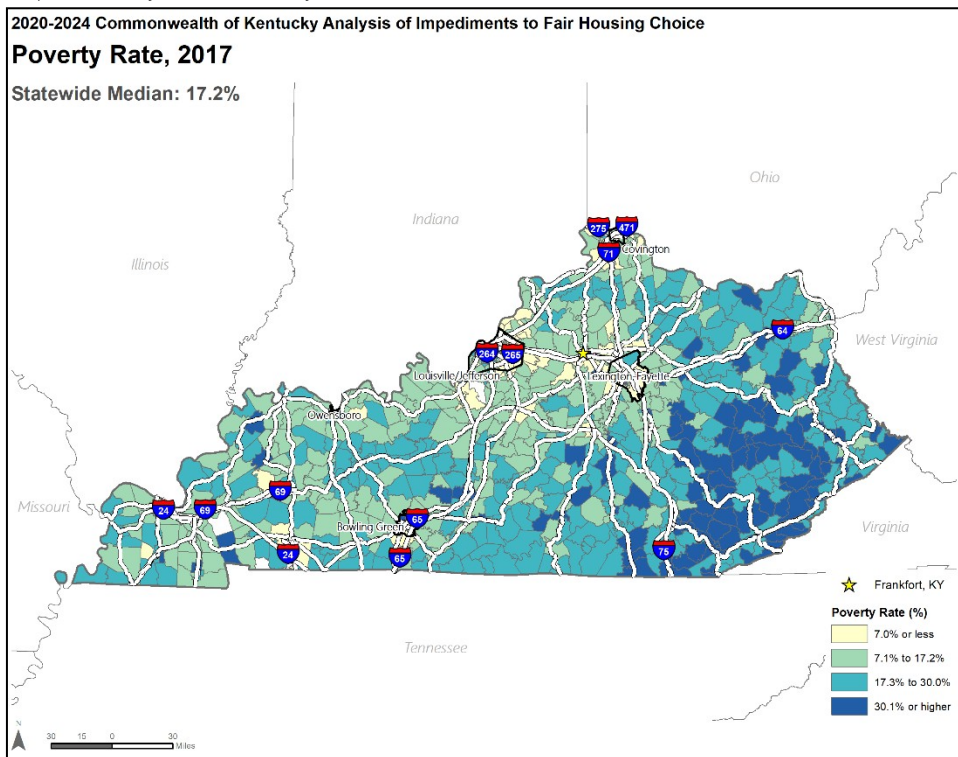 2020-2024 Commonwealth of Kentucky Analysis of Impediments to Fair Housing Choice
Poverty Rate, 2017
Statewide Median: 17.2%
Ohio
Indiana
275
471
Covington
71
Illinois
64
West Virginia
264
265
Louisville/Jefferson
Lexington-Fayette
Owensboro
69
Missouri
24
69
65
Bowling Green
Virginia
24
65
75
Frankfort, KY
Poverty Rate (%)
7.0% or less
7.1% to 17.2%
17.3% to 30.0%
30.1% or higher
Tennessee
N
30 15 0 30
Miles